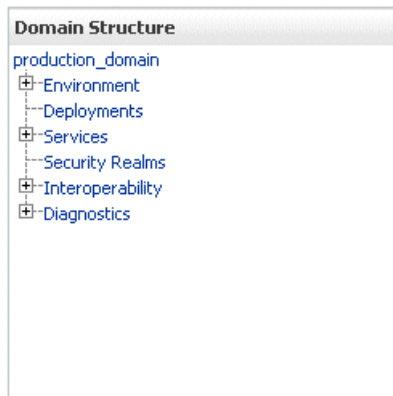 Domain Structure
production_domain
Environment
Deployments
Services
Security Realms
Interoperability
Diagnostics